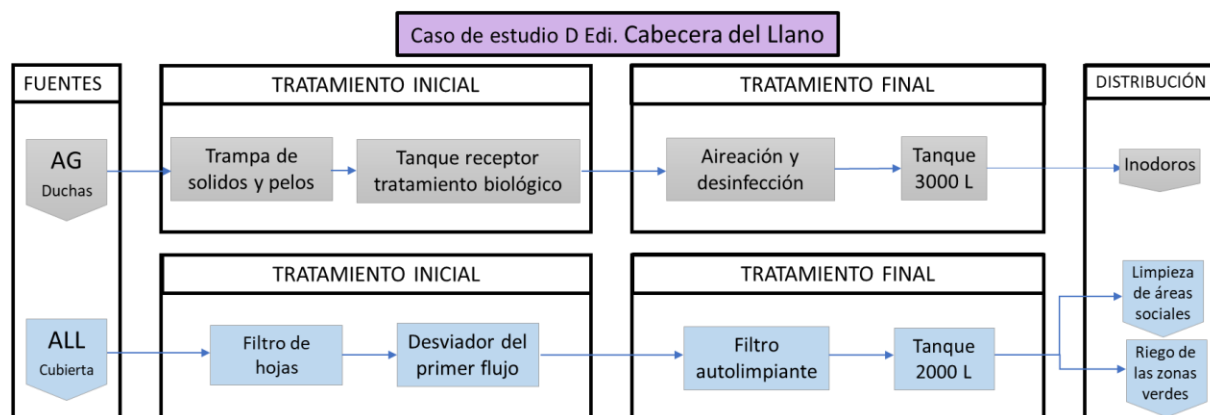 Caso de estudio D Edi. Cabecera del Llano
FUENTES
TRATAMIENTO INICIAL
TRATAMIENTO FINAL
DISTRIBUCIÓN
AG
Duchas
Trampa de
solidos y pelos
Tanque receptor
tratamiento biológico
Aireación y
desinfección
Tanque
3000 L
Inodoros
TRATAMIENTO INICIAL
TRATAMIENTO FINAL
ALL
Cubierta
Filtro de
hojas
Desviador del
primer flujo
Filtro
autolimpiante
Tanque
2000 L
Limpieza
de áreas
sociales
Riego de
las zonas
verdes